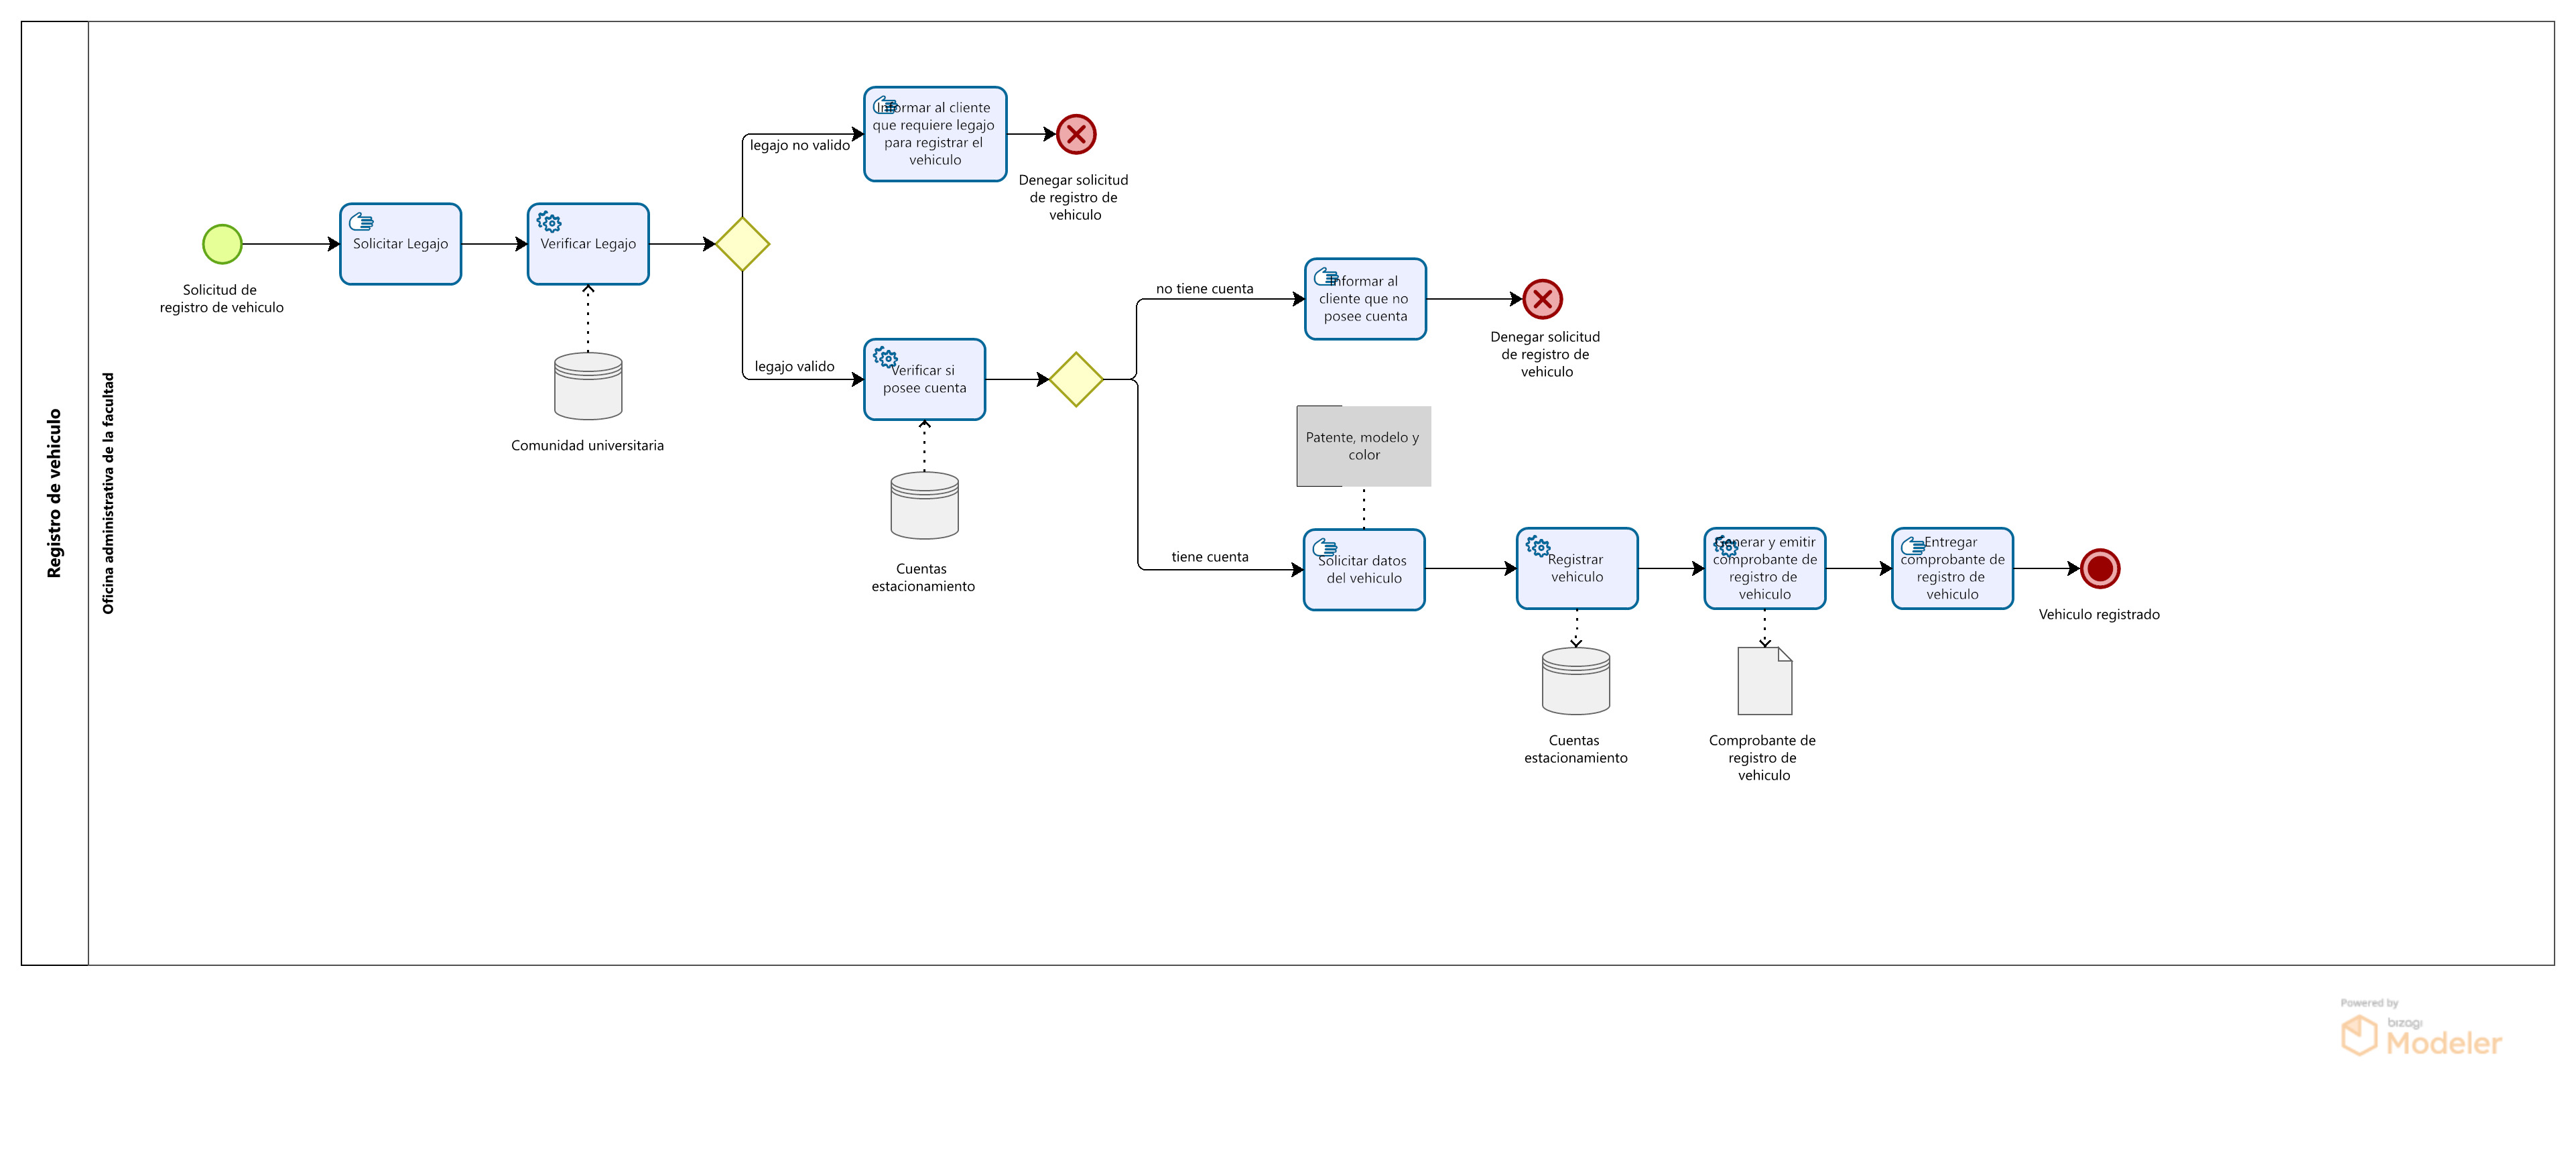 Registro de vehiculo
Oficina administrativa de la facultad
Solicitud de
registro de vehiculo
Solicitar Legajo
Verificar Legajo
Comunidad universitaria
legajo no valido
Informar al cliente
que requiere legajo
para registrar el
vehiculo
Denegar solicitud
de registro de
vehiculo
legajo valido
Verificar si
posee cuenta
Cuentas
estacionamiento
no tiene cuenta
Informar al
cliente que no
posee cuenta
Denegar solicitud
de registro de
vehiculo
Patente, modelo y
color
tiene cuenta
Solicitar datos
del vehiculo
Registrar
vehiculo
Cuentas
estacionamiento
Generar y emitir
comprobante de
registro de
vehiculo
Comprobante de
registro de
vehiculo
Entregar
comprobante de
registro de
vehiculo
Vehiculo registrado
Powered by
bizagi
Modeler